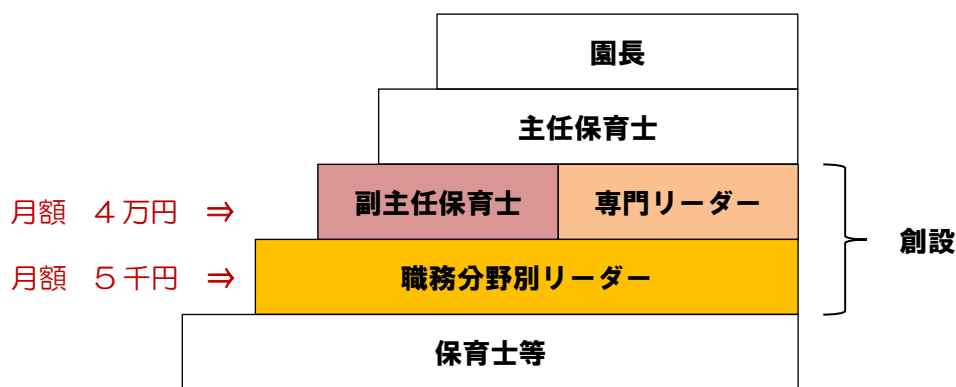 園長
主任保育士
月額　４万円　⇒
副主任保育士
専門リーダー
創設
月額　５千円　⇒
職務分野別リーダー
保育士等